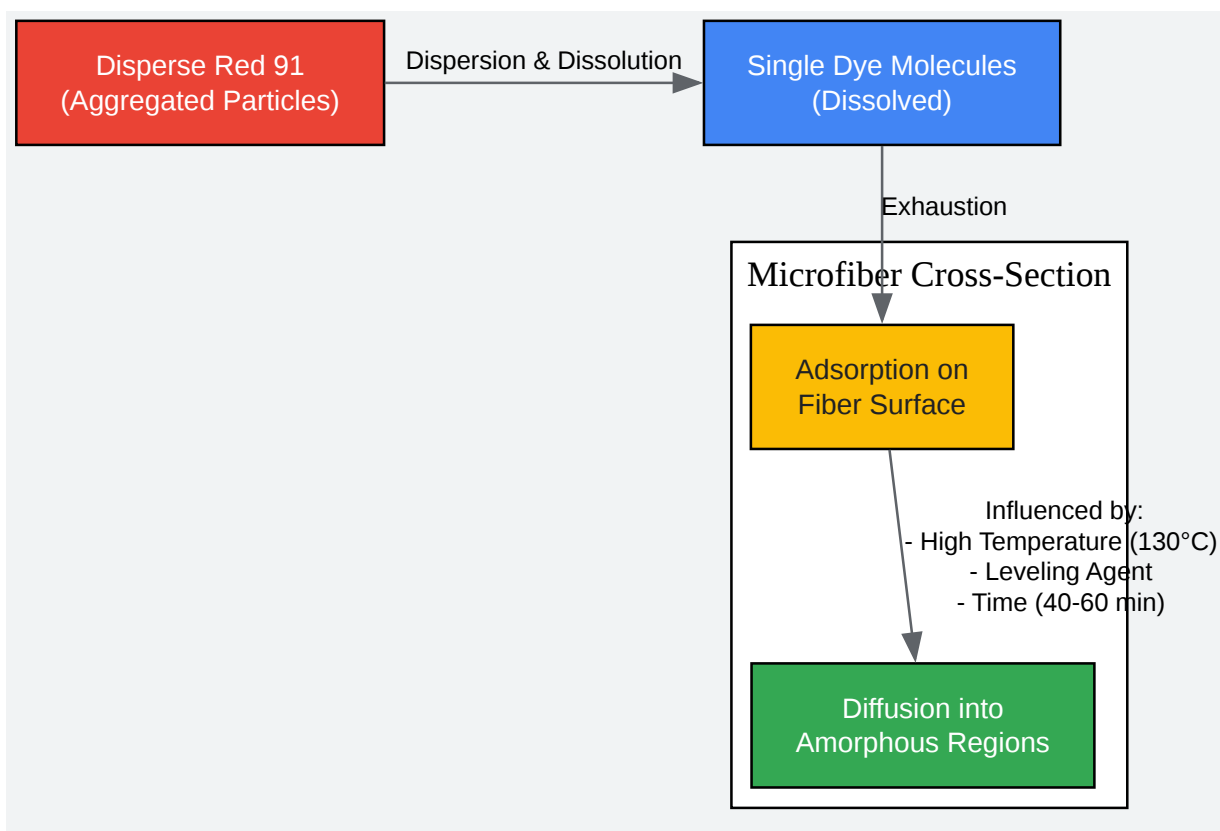 Disperse Red 91
(Aggregated Particles)
Dispersion & Dissolution
Single Dye Molecules
(Dissolved)
Exhaustion
Microfiber Cross-Section
Adsorption on
Fiber Surface
Influenced by:
- High Temperature (130°C)
- Leveling Agent
- Time (40-60 min)
Diffusion into
Amorphous Regions